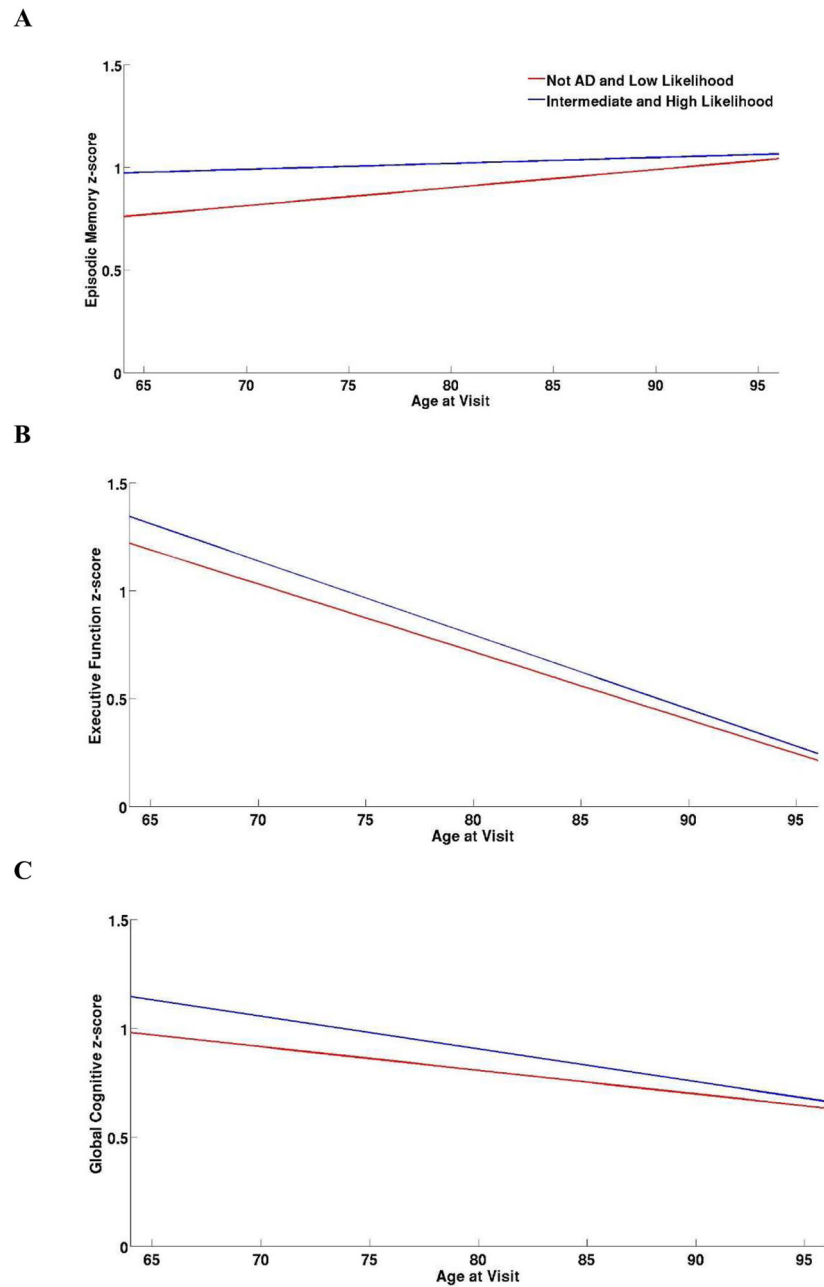 A
1.5
Not AD and Low Likelihood
Intermediate and High Likelihood
1
0.5
0
Episodic Memory z-score
65 70 75 80 85 90 95
Age at Visit
B
1.5
1
0.5
0
Executive Function z-score
65 70 75 80 85 90 95
Age at Visit
C
1.5
1
0.5
0
Global Cognitive z-score
65 70 75 80 85 90 95
Age at Visit